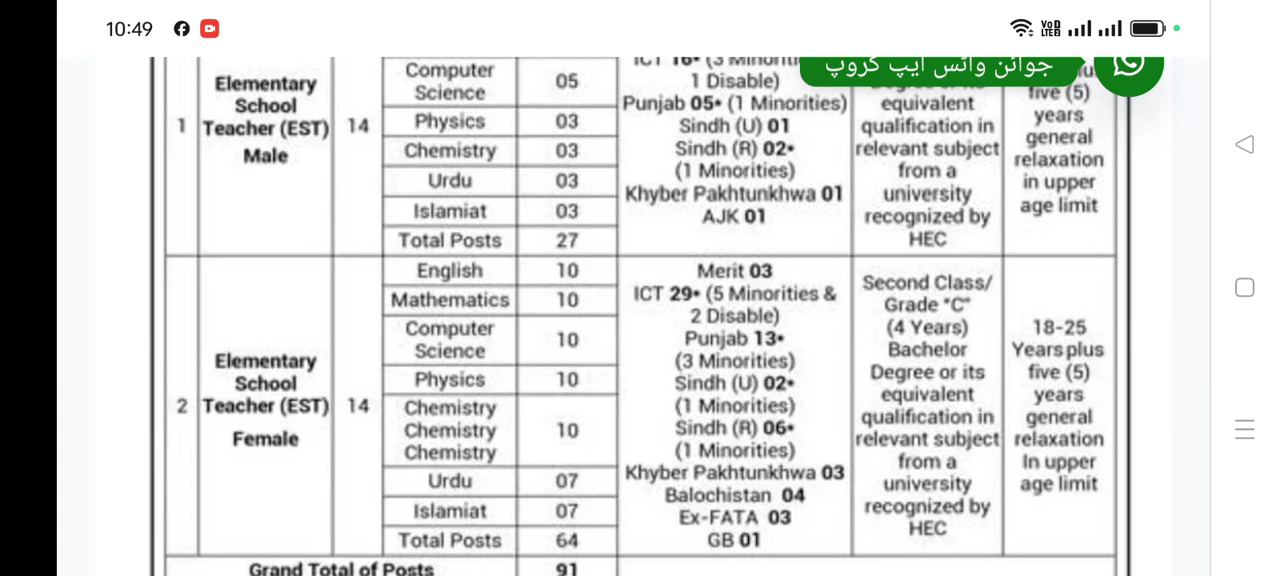 10:49
جوائن واٹس ایپ گروپ
1
Elementary
School
Teacher (EST)
Male
14
Computer
Science
05
Physics
03
Chemistry
03
Urdu
03
Islamiat
03
Total Posts
27
1 Disable)
Punjab 05* (1 Minorities)
Sindh (U) 01
Sindh (R) 02*
(1 Minorities)
Khyber Pakhtunkhwa 01
AJK 01
equivalent
qualification in
relevant subject
from a
university
recognized by
HEC
five (5)
years
general
relaxation
in upper
age limit
2
Elementary
School
Teacher (EST)
Female
14
English
10
Mathematics
10
Computer
Science
10
Physics
10
Chemistry
Chemistry
Chemistry
10
Urdu
07
Islamiat
07
Total Posts
64
Merit 03
ICT 29* (5 Minorities &
2 Disable)
Punjab 13*
(3 Minorities)
Sindh (U) 02*
(1 Minorities)
Sindh (R) 06*
(1 Minorities)
Khyber Pakhtunkhwa 03
Balochistan 04
Ex-FATA 03
GB 01
Second Class/
Grade "C"
(4 Years)
Bachelor
Degree or its
equivalent
qualification in
relevant subject
from a
university
recognized by
HEC
18-25
Years plus
five (5)
years
general
relaxation
In upper
age limit
Grand Total of Posts
91